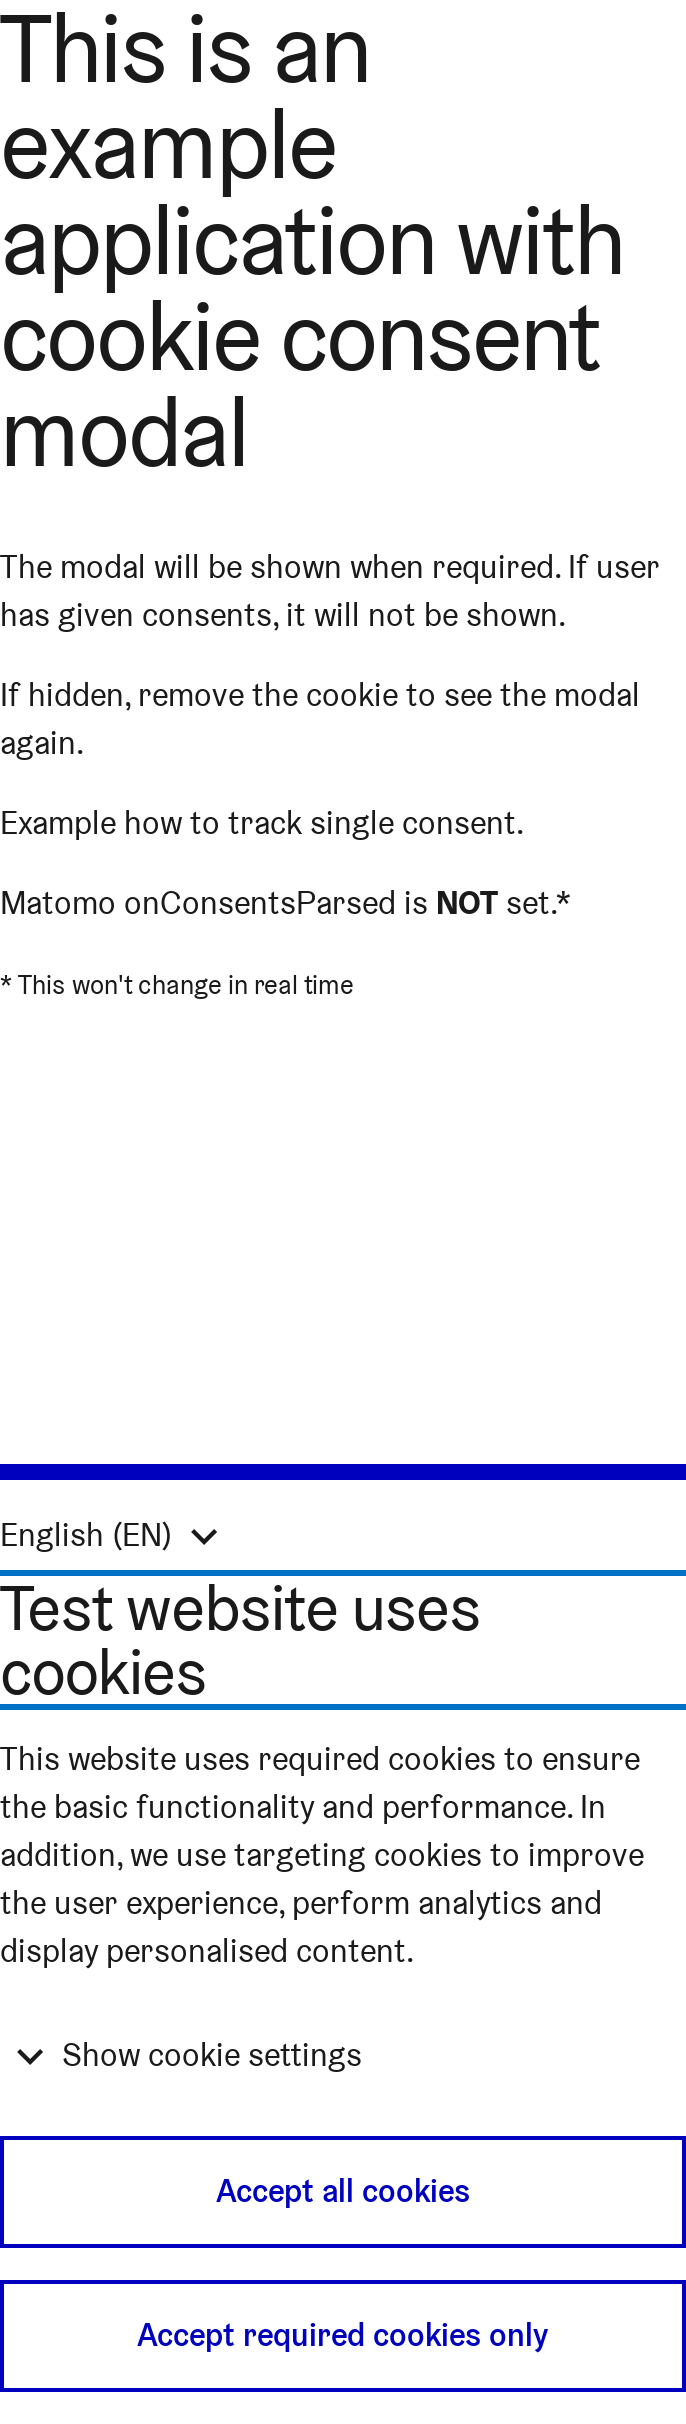 This is an
example
application with
cookie consent
modal
The modal will be shown when required. If user
has given consents, it will not be shown.
If hidden, remove the cookie to see the modal
again.
Example how to track single consent.
Matomo onConsentsParsed is NOT set.*
* This won't change in real time
English (EN)
Test website uses
cookies
This website uses required cookies to ensure
the basic functionality and performance. In
addition, we use targeting cookies to improve
the user experience, perform analytics and
display personalised content.
Show cookie settings
Accept all cookies
Accept required cookies only